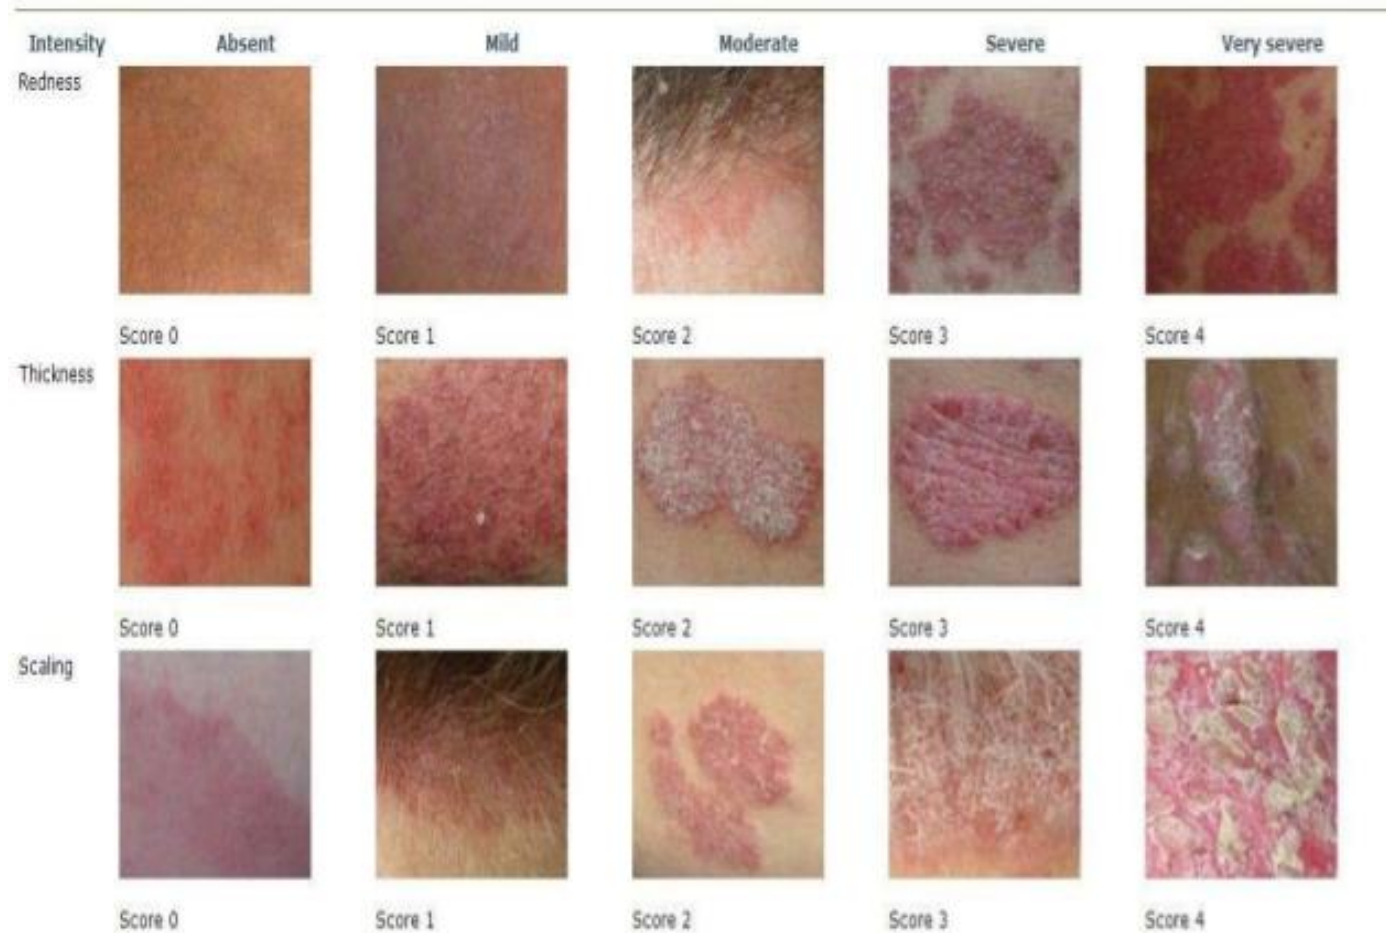 Intensity Absent Mild Moderate Severe Very severe
Redness
Score 0 Score 1 Score 2 Score 3 Score 4
Thickness
Score 0 Score 1 Score 2 Score 3 Score 4
Scaling
Score 0 Score 1 Score 2 Score 3 Score 4